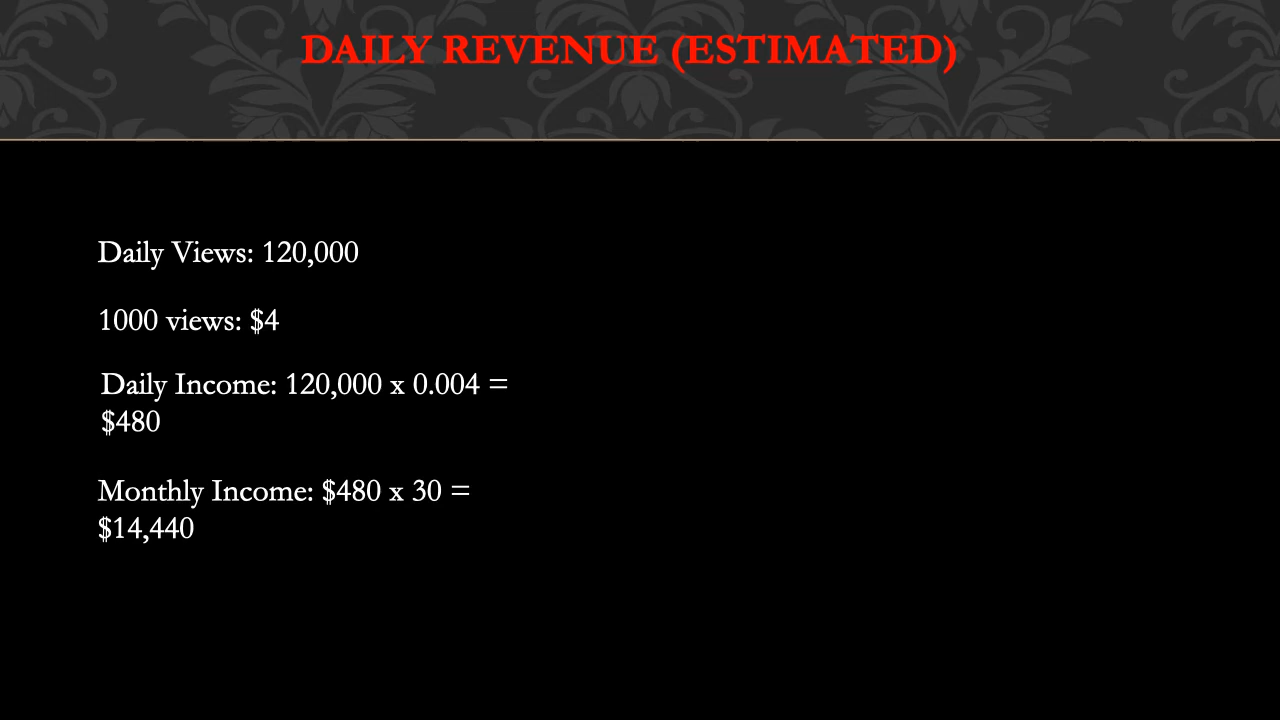 DAILY REVENUE (ESTIMATED)
Daily Views: 120,000
1000 views: $4
Daily Income: 120,000 x 0.004 =
$480
Monthly Income: $480 x 30 =
$14,440